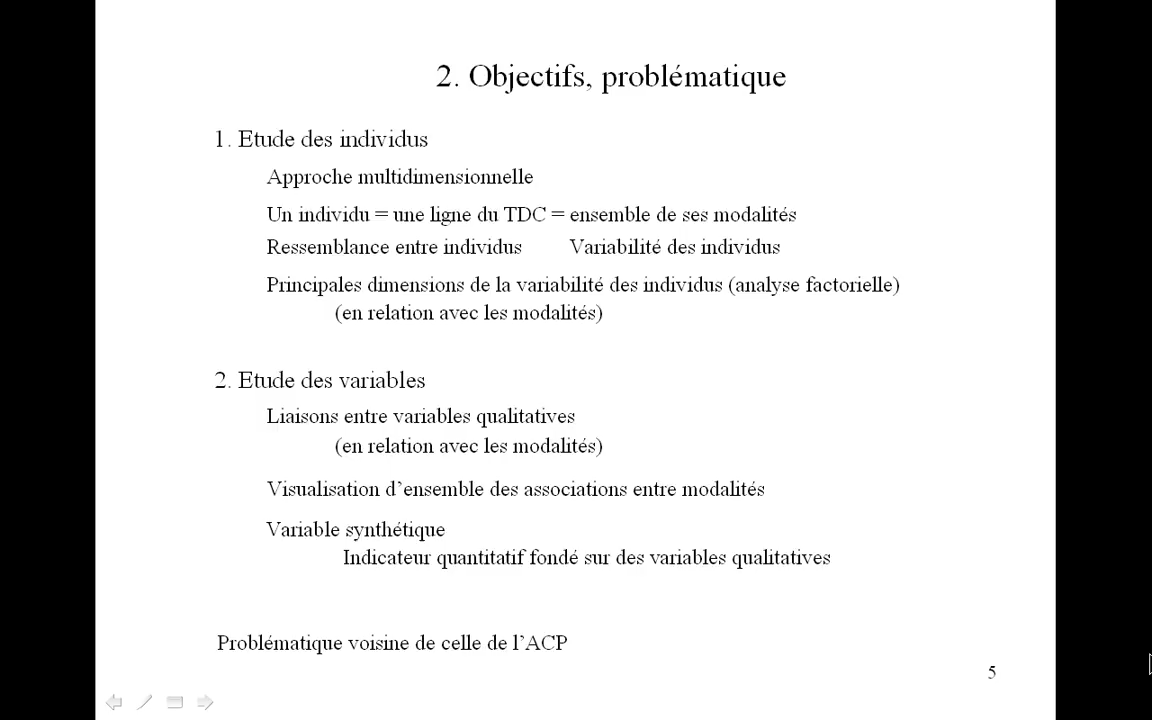 2. Objectifs, problématique
1. Etude des individus
Approche multidimensionnelle
Un individu = une ligne du TDC = ensemble de ses modalités
Ressemblance entre individus Variabilité des individus
Principales dimensions de la variabilité des individus (analyse factorielle)
(en relation avec les modalités)
2. Etude des variables
Liaisons entre variables qualitatives
(en relation avec les modalités)
Visualisation d’ensemble des associations entre modalités
Variable synthétique
Indicateur quantitatif fondé sur des variables qualitatives
Problématique voisine de celle de l’ACP
5